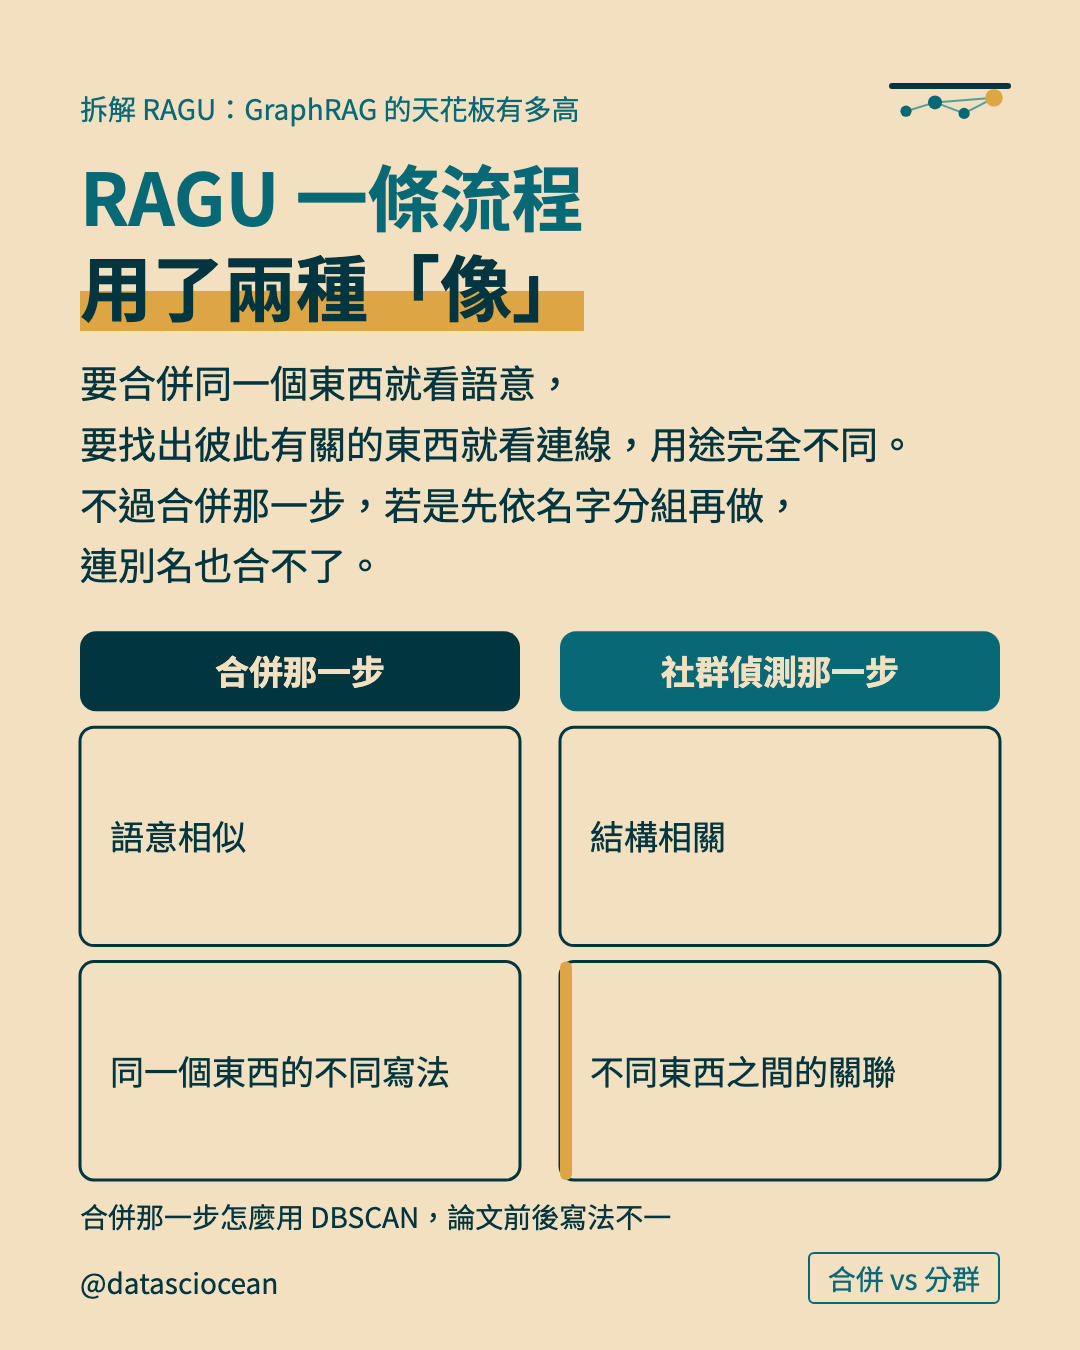 拆解 RAGU：GraphRAG 的天花板有多高
RAGU 一條流程
用了兩種「像」
要合併同一個東西就看語意，
要找出彼此有關的東西就看連線，用途完全不同。
不過合併那一步，若是先依名字分組再做，
連別名也合不了。
合併那一步
社群偵測那一步
語意相似
結構相關
同一個東西的不同寫法
不同東西之間的關聯
合併那一步怎麼用 DBSCAN，論文前後寫法不一
@datasciocean
合併 vs 分群